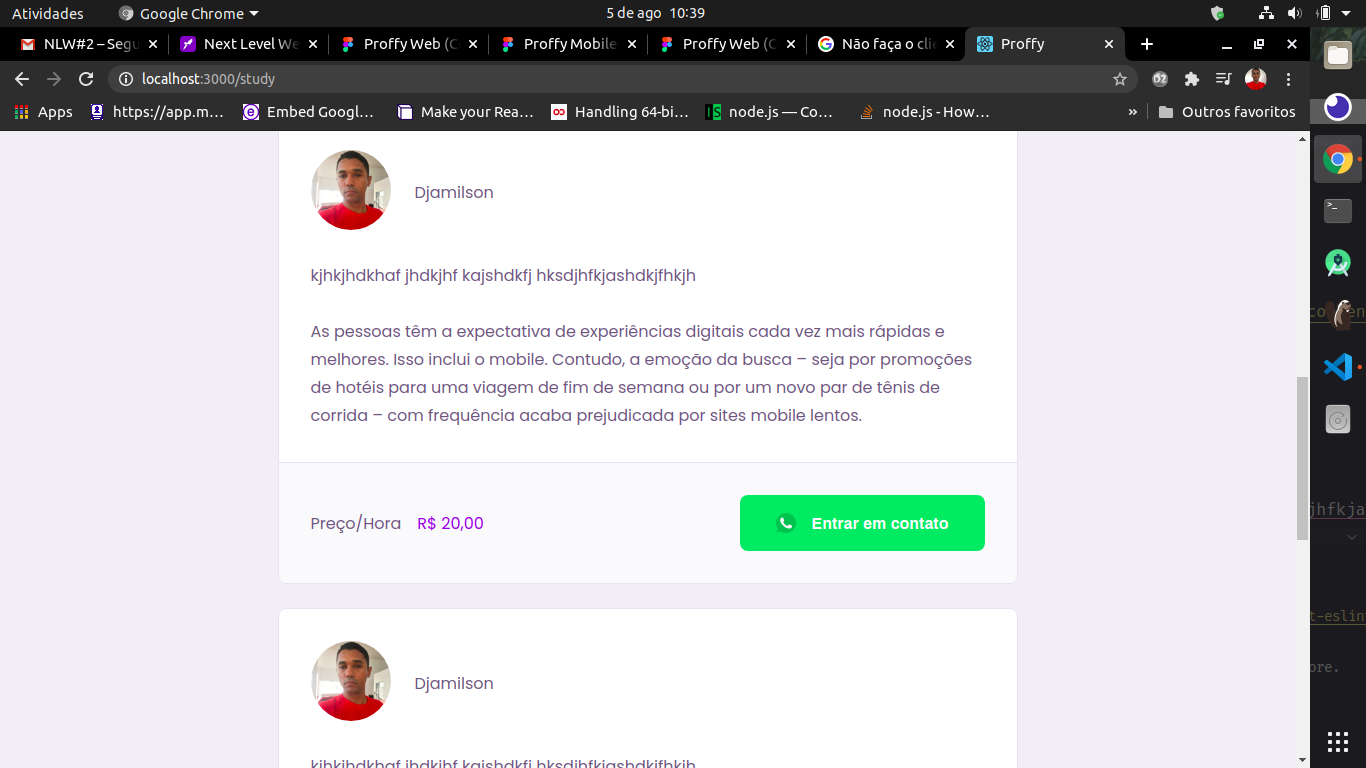 Atividades
Google Chrome
5 de ago 10:39
NLW#2 – Segu
Next Level We
Proffy Web (C
Proffy Mobile
Proffy Web (C
Não faça o clie
Proffy
localhost:3000/study
Apps
https://app.m…
Embed Googl…
Make your Rea…
Handling 64-bi…
node.js — Co…
node.js - How…
»
Outros favoritos
Djamilson
kjhkjhdkhaf jhdkjhf kajshdkfj hksdjhfkjashdkjfhkjh
As pessoas têm a expectativa de experiências digitais cada vez mais rápidas e
melhores. Isso inclui o mobile. Contudo, a emoção da busca – seja por promoções
de hotéis para uma viagem de fim de semana ou por um novo par de tênis de
corrida – com frequência acaba prejudicada por sites mobile lentos.
Preço/Hora R$ 20,00
Entrar em contato
Djamilson
kjhkjhdkhaf jhdkjhf kajshdkfj hksdjhfkjashdkjfhkjh
jhfkja
t-eslin
ore.